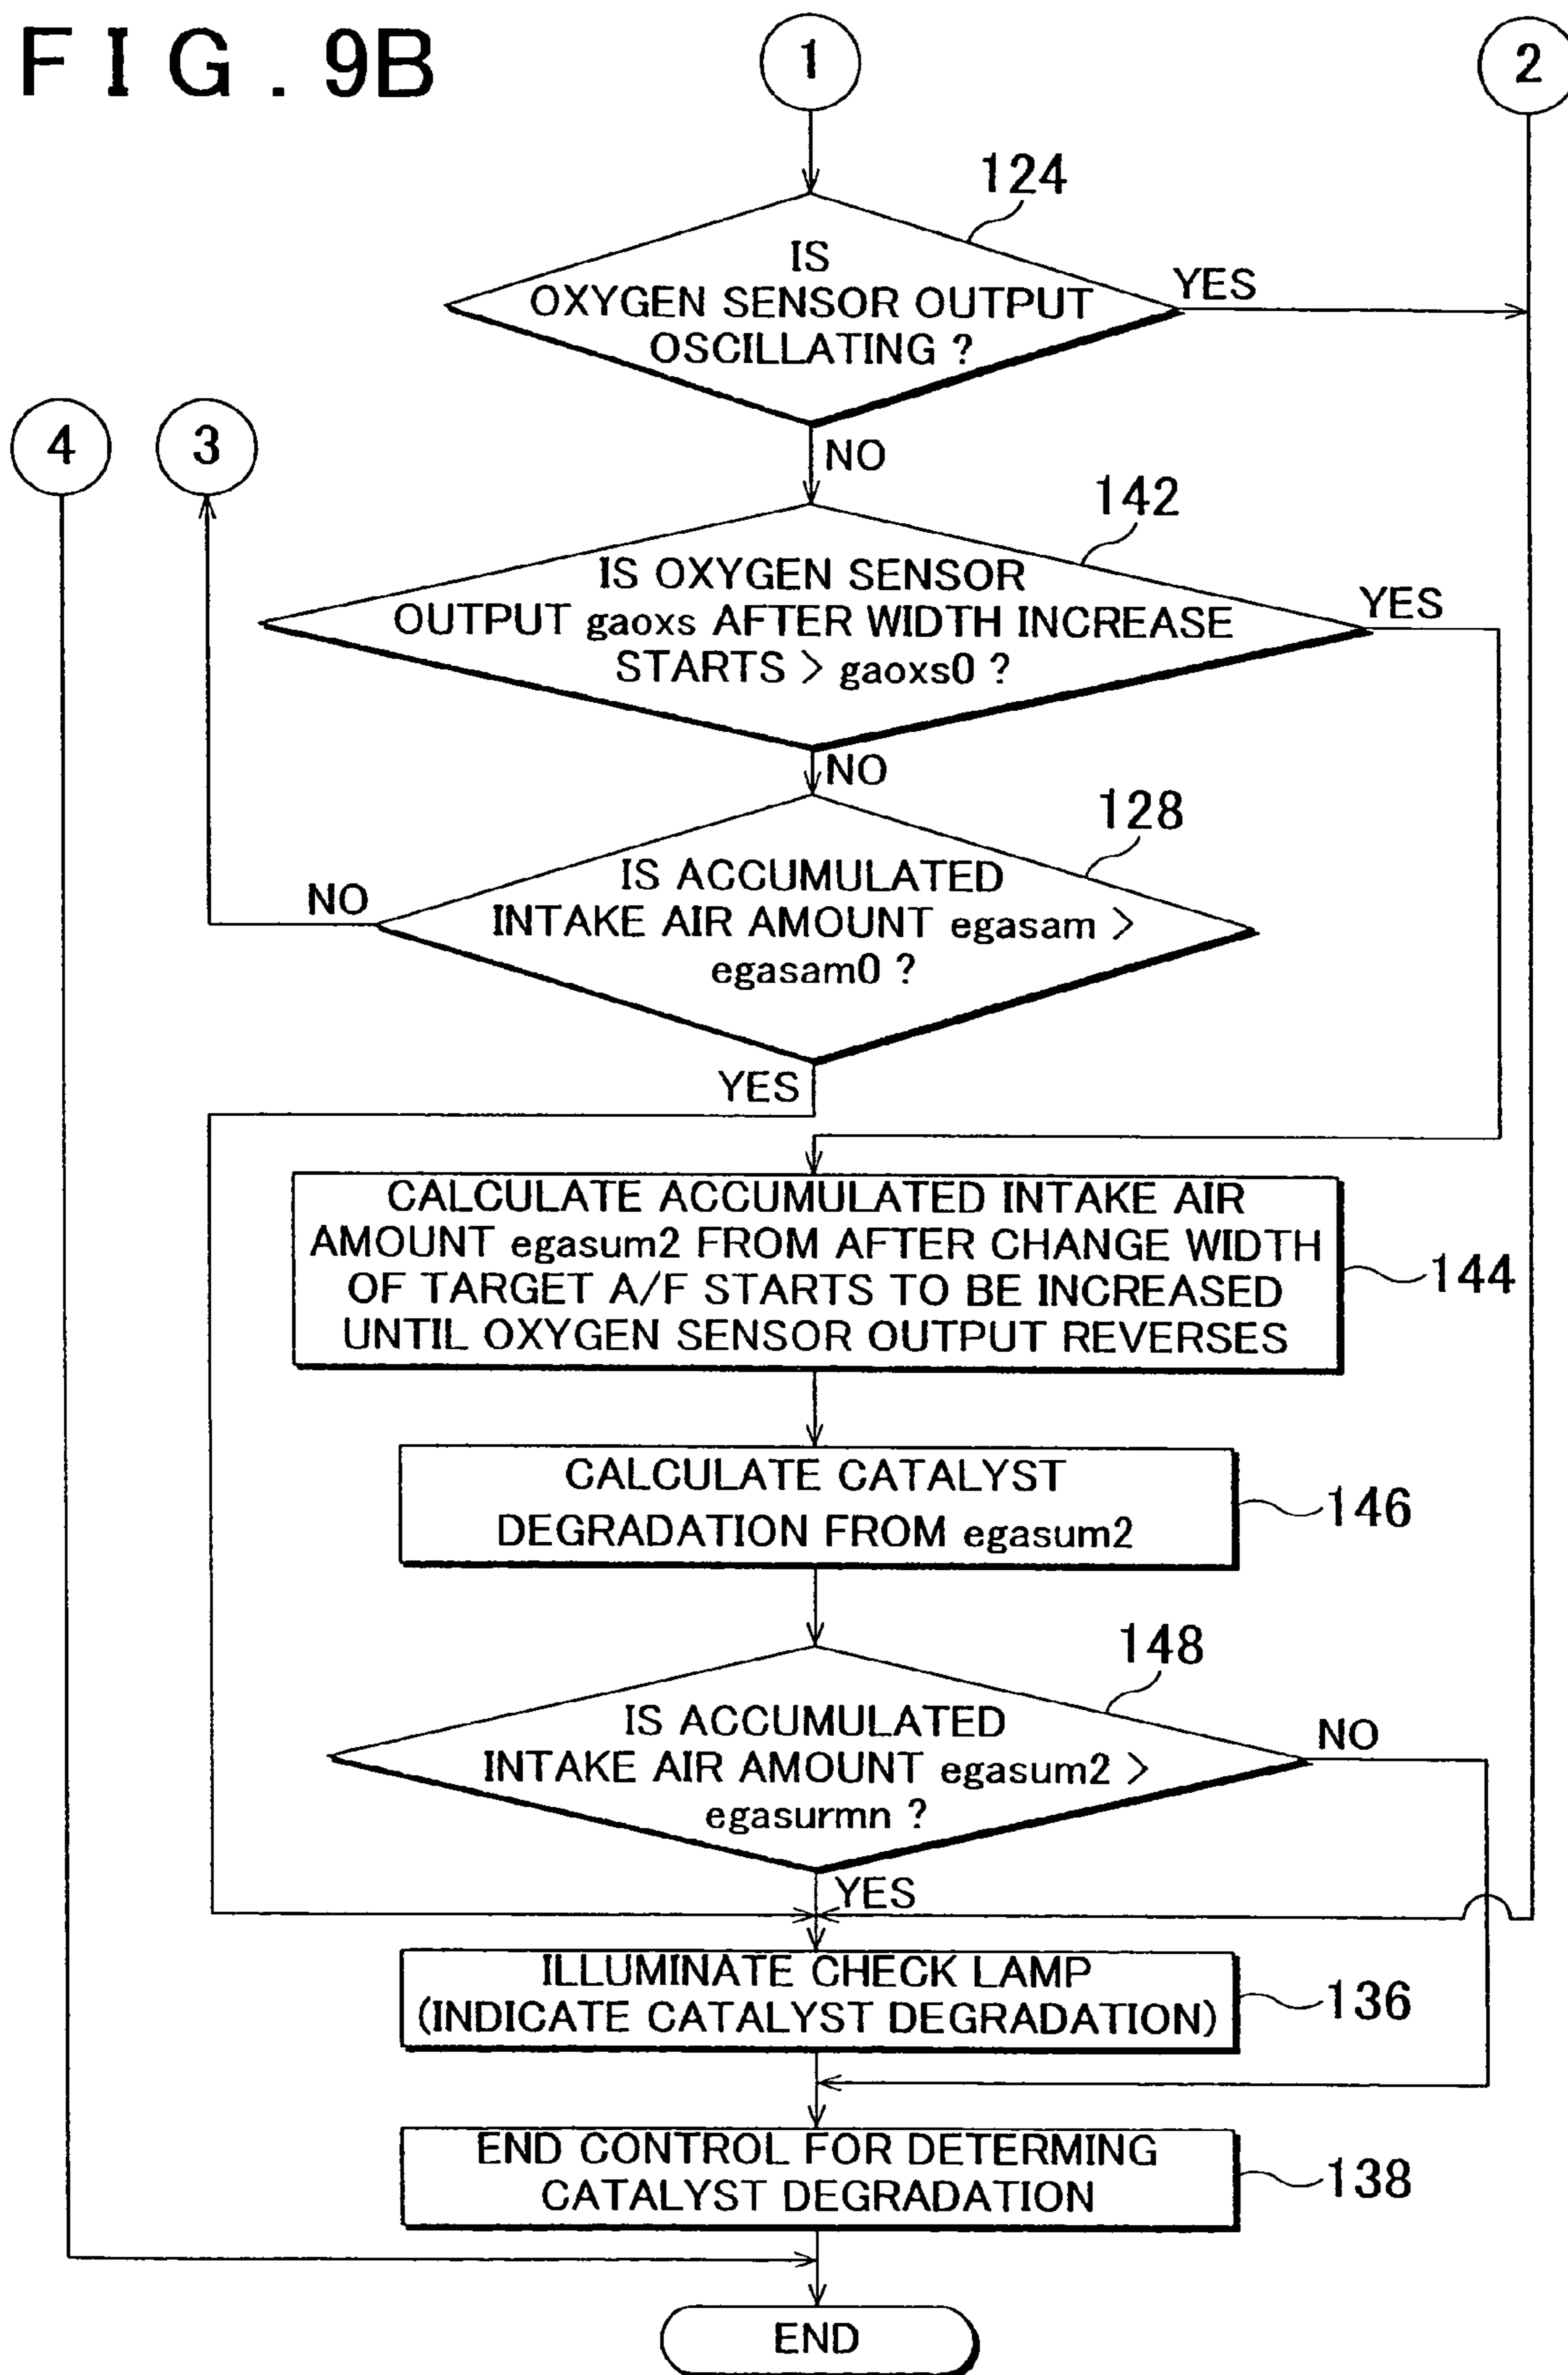 FIG. 9B
1
2
124
IS
OXYGEN SENSOR OUTPUT
OSCILLATING ?
YES
NO
4
3
142
IS OXYGEN SENSOR
OUTPUT gaoxs AFTER WIDTH INCREASE
STARTS > gaoxs0 ?
YES
NO
128
IS ACCUMULATED
INTAKE AIR AMOUNT egasam >
egasam0 ?
NO
YES
CALCULATE ACCUMULATED INTAKE AIR
AMOUNT egasum2 FROM AFTER CHANGE WIDTH
OF TARGET A/F STARTS TO BE INCREASED
UNTIL OXYGEN SENSOR OUTPUT REVERSES
144
CALCULATE CATALYST
DEGRADATION FROM egasum2
146
148
IS ACCUMULATED
INTAKE AIR AMOUNT egasum2 >
egasurmn ?
NO
YES
ILLUMINATE CHECK LAMP
(INDICATE CATALYST DEGRADATION)
136
END CONTROL FOR DETERMING
CATALYST DEGRADATION
138
END